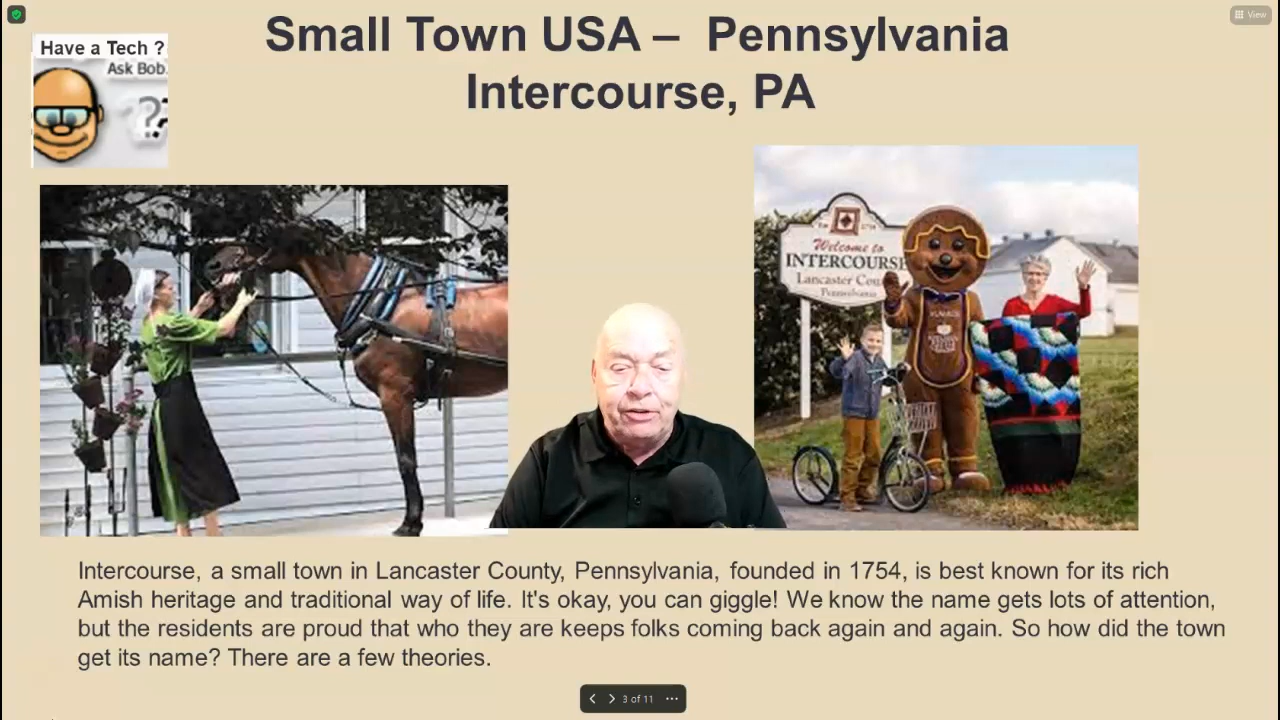 View
Have a Tech ?
Ask Bob.
Small Town USA – Pennsylvania
Intercourse, PA
Welcome to
INTERCOURSE
Lancaster Cou
Pennsylvania
Intercourse, a small town in Lancaster County, Pennsylvania, founded in 1754, is best known for its rich
Amish heritage and traditional way of life. It's okay, you can giggle! We know the name gets lots of attention,
but the residents are proud that who they are keeps folks coming back again and again. So how did the town
get its name? There are a few theories.
3 of 11